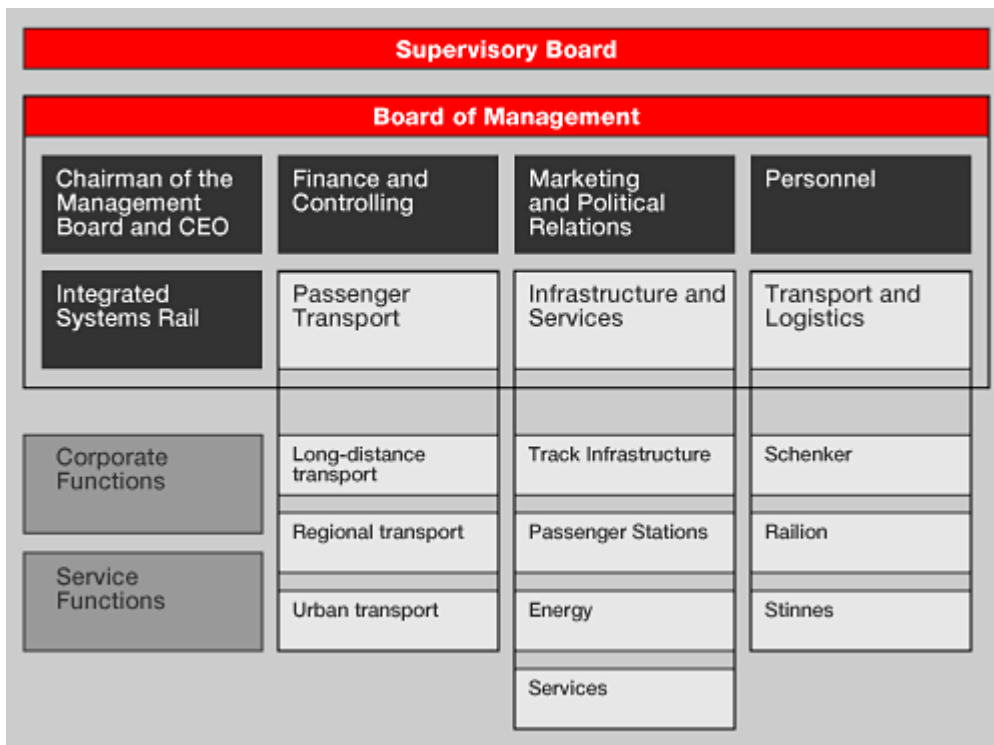 Supervisory Board
Board of Management
Chairman of the
Management
Board and CEO
Finance and
Controlling
Marketing
and Political
Relations
Personnel
Integrated
Systems Rail
Passenger
Transport
Infrastructure and
Services
Transport and
Logistics
Corporate
Functions
Service
Functions
Long-distance
transport
Regional transport
Urban transport
Track Infrastructure
Passenger Stations
Energy
Services
Schenker
Railion
Stinnes